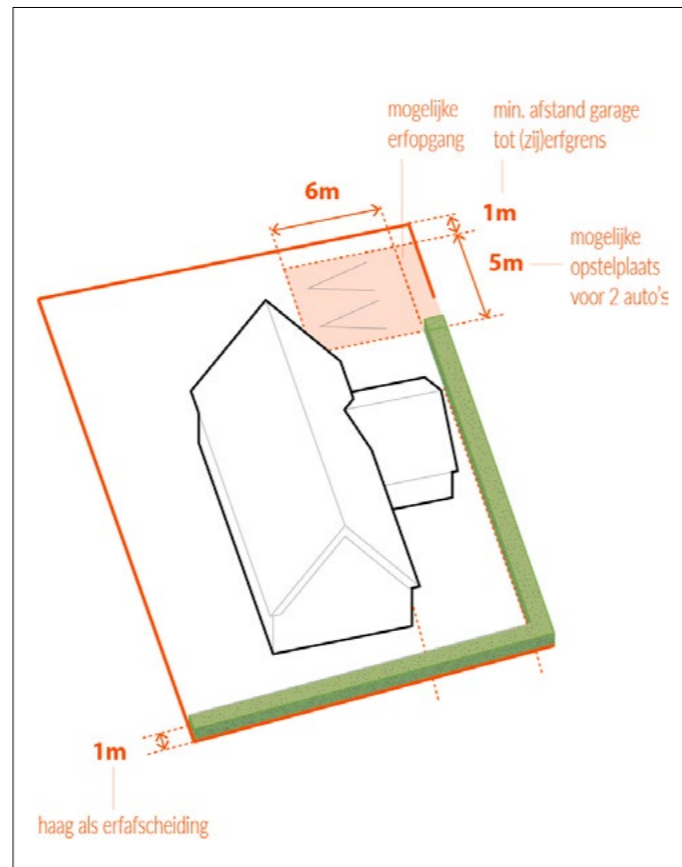 mogelijke
erfopgang
min. afstand garage
tot (zij)erfgrens
6m
1m
5m
mogelijke
opstelplaats
voor 2 auto's
1m
haag als erfafscheiding